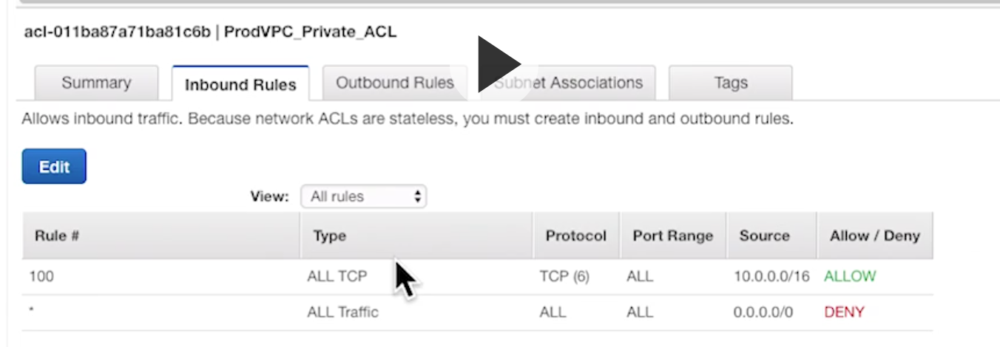 acl-011ba87a71ba81c6b | ProdVPC_Private_ACL
Summary Inbound Rules Outbound Rules Subnet Associations Tags
Allows inbound traffic. Because network ACLs are stateless, you must create inbound and outbound rules.
Edit
View: All rules
Rule # Type Protocol Port Range Source Allow / Deny
100 ALL TCP TCP (6) ALL 10.0.0.0/16 ALLOW
* ALL Traffic ALL ALL 0.0.0.0/0 DENY